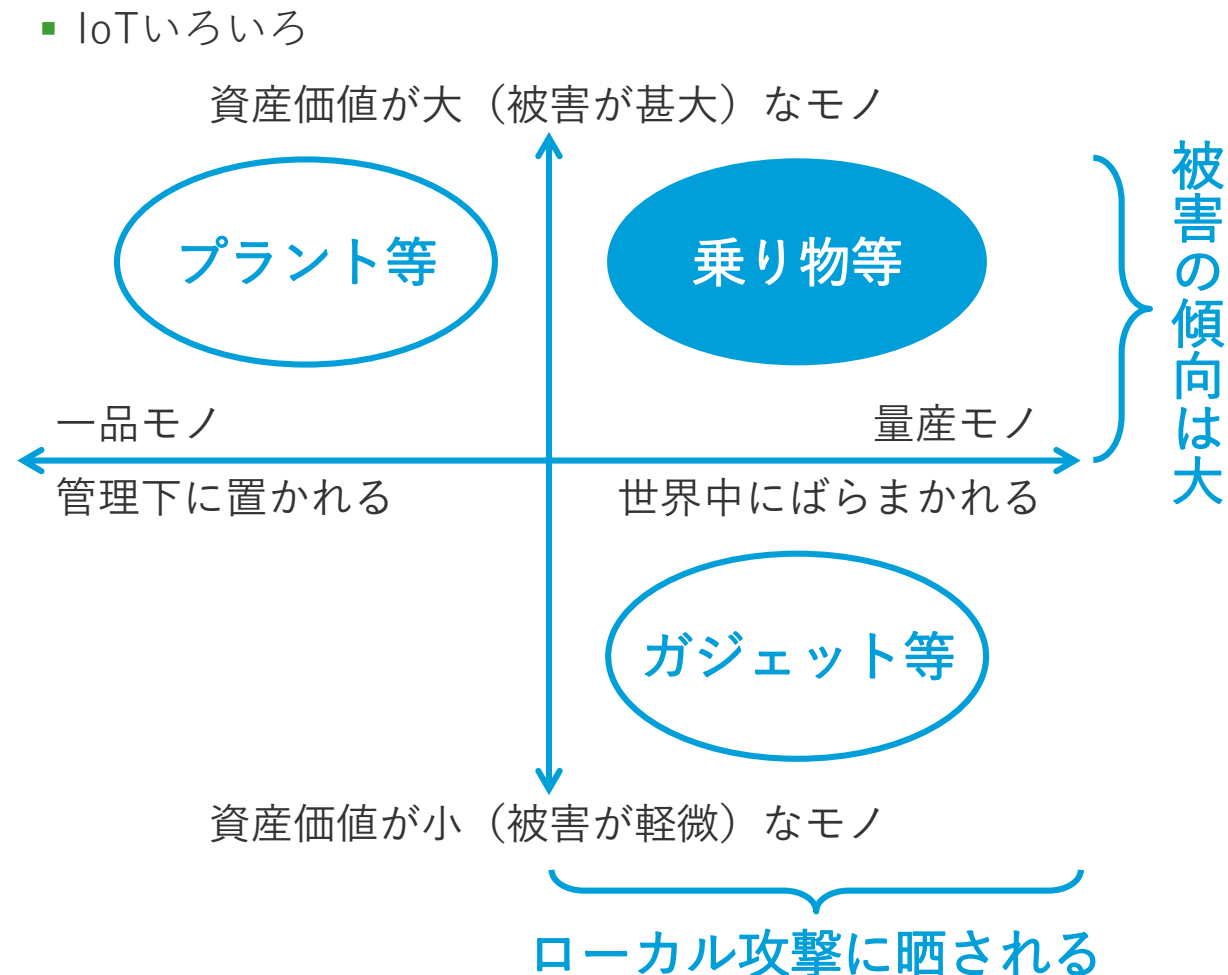 ▪ IoTいろいろ
資産価値が大（被害が甚大）なモノ
プラント等
乗り物等
被害の傾向は大
一品モノ
量産モノ
管理下に置かれる
世界中にばらまかれる
ガジェット等
資産価値が小（被害が軽微）なモノ
ローカル攻撃に晒される